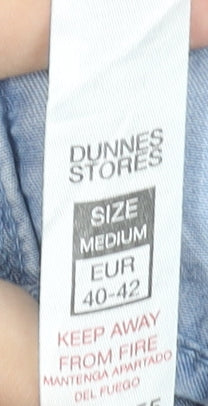 DUNNES
STORES
SIZE
MEDIUM
EUR
40-42
KEEP AWAY
FROM FIRE
MANTENGA APARTADO
DEL FUEGO